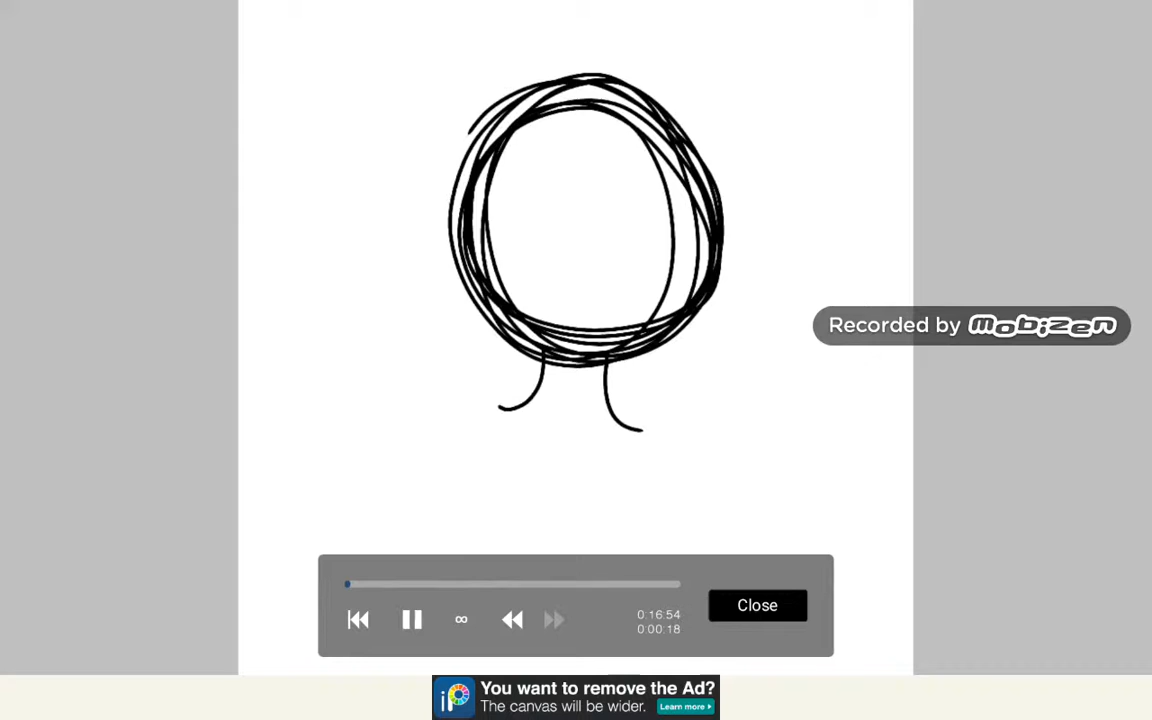 Recorded by mobizen
0:16:54
0:00:18
Close
iP
You want to remove the Ad?
The canvas will be wider.
Learn more